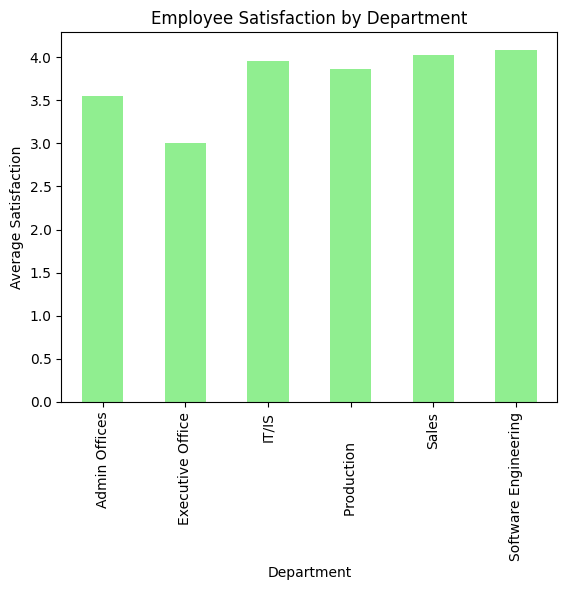 Employee Satisfaction by Department
Average Satisfaction
4.0
3.5
3.0
2.5
2.0
1.5
1.0
0.5
0.0
Admin Offices
Executive Office
IT/IS
Production
Sales
Software Engineering
Department